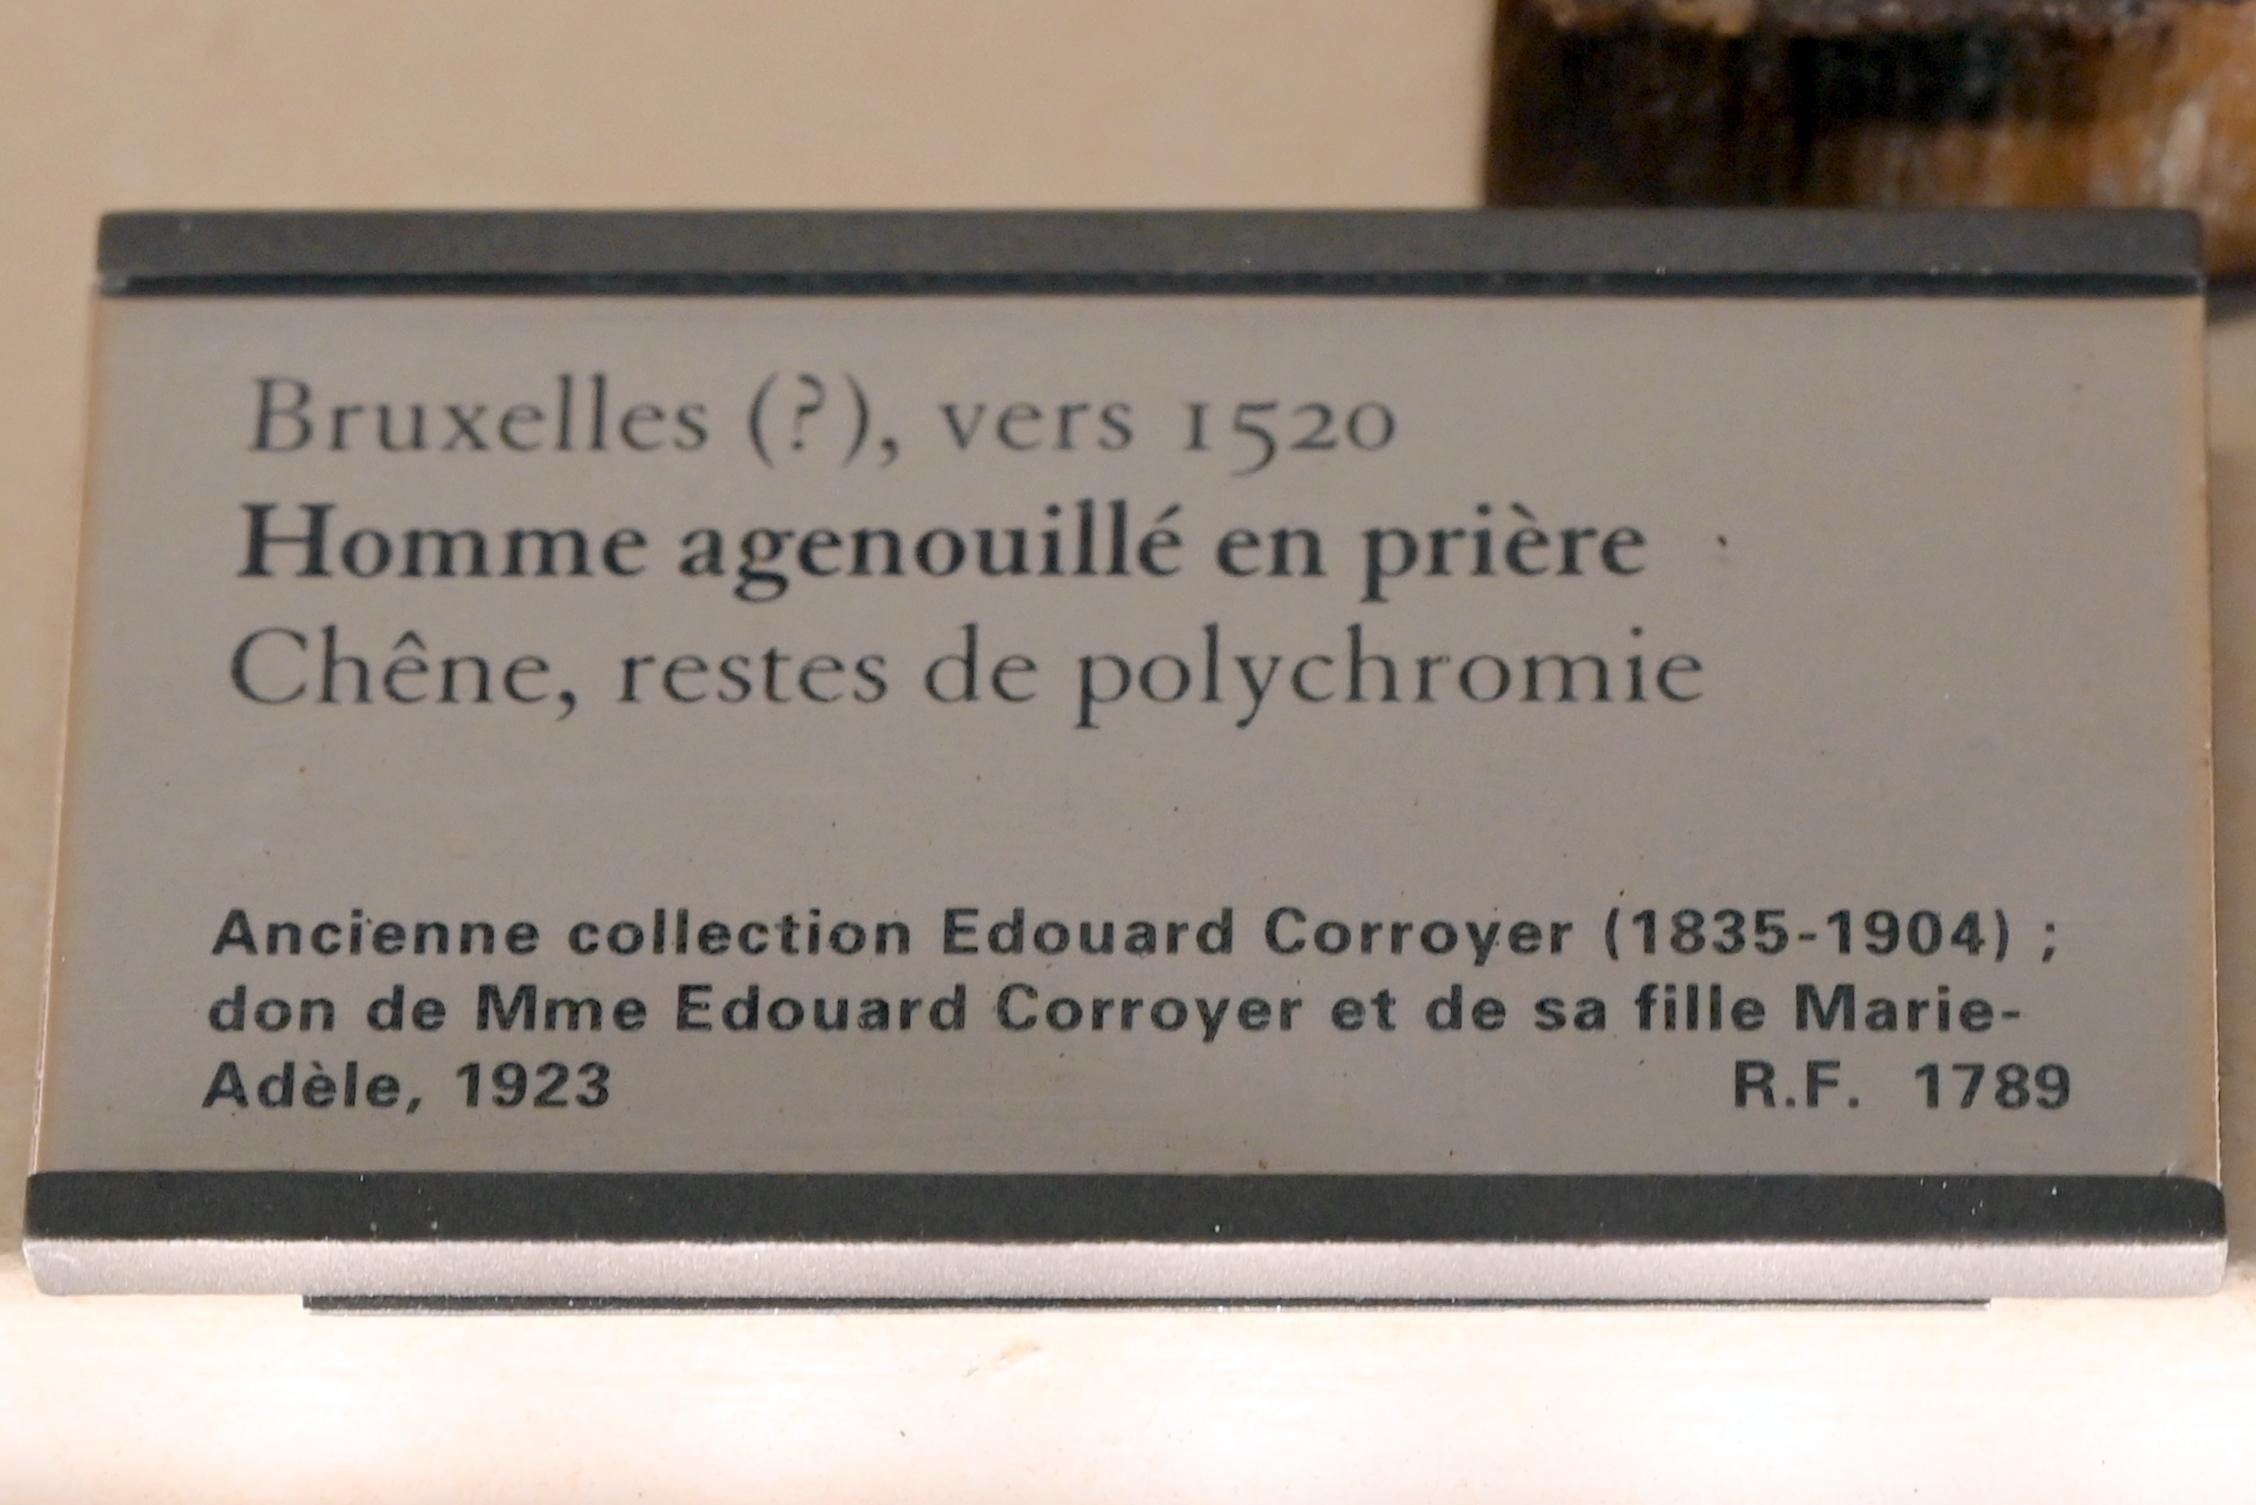 Bruxelles (?), vers 1520
Homme agenouillé en prière
Chêne, restes de polychromie
Ancienne collection Edouard Corroyer (1835-1904) ;
don de Mme Edouard Corroyer et de sa fille Marie-
Adèle, 1923 R.F. 1789